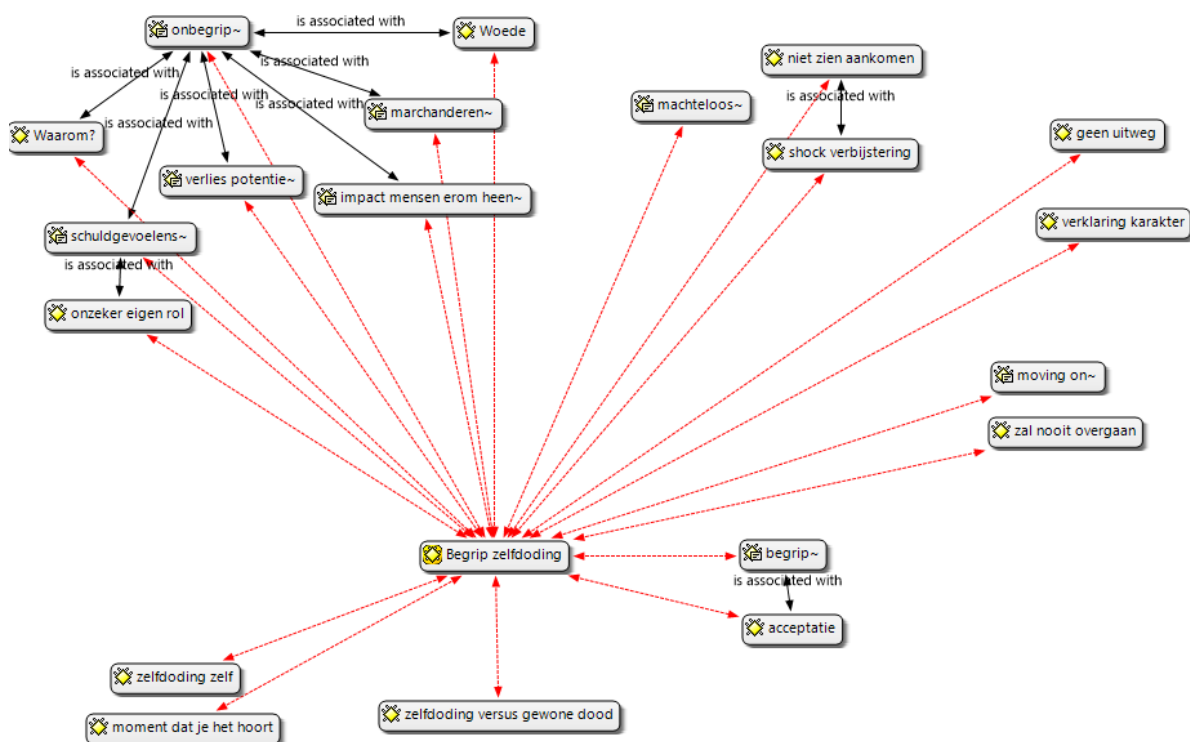 onbegrip~
is associated with
Woede
is associated with
is associated with
is associated with
is associated with
is associated with
niet zien aankomen
is associated with
machteloos~
marchanderen~
Waarom?
geen uitweg
shock verbijstering
verlies potentie~
impact mensen erom heen~
verklaring karakter
schuldgevoelens~
is associated with
onzeker eigen rol
moving on~
zal nooit overgaan
Begrip zelfdoding
begrip~
is associated with
acceptatie
zelfdoding zelf
zelfdoding versus gewone dood
moment dat je het hoort